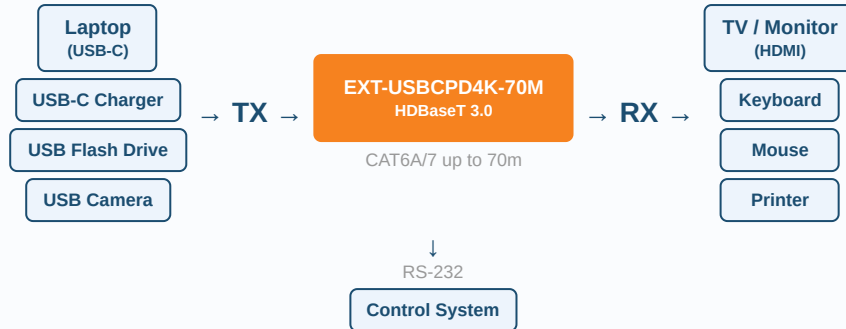 Laptop
(USB-C)
USB-C Charger
USB Flash Drive
USB Camera
→ TX →
EXT-USBCPD4K-70M
HDBaseT 3.0
CAT6A/7 up to 70m
→ RX →
TV / Monitor
(HDMI)
Keyboard
Mouse
Printer
↓
RS-232
Control System